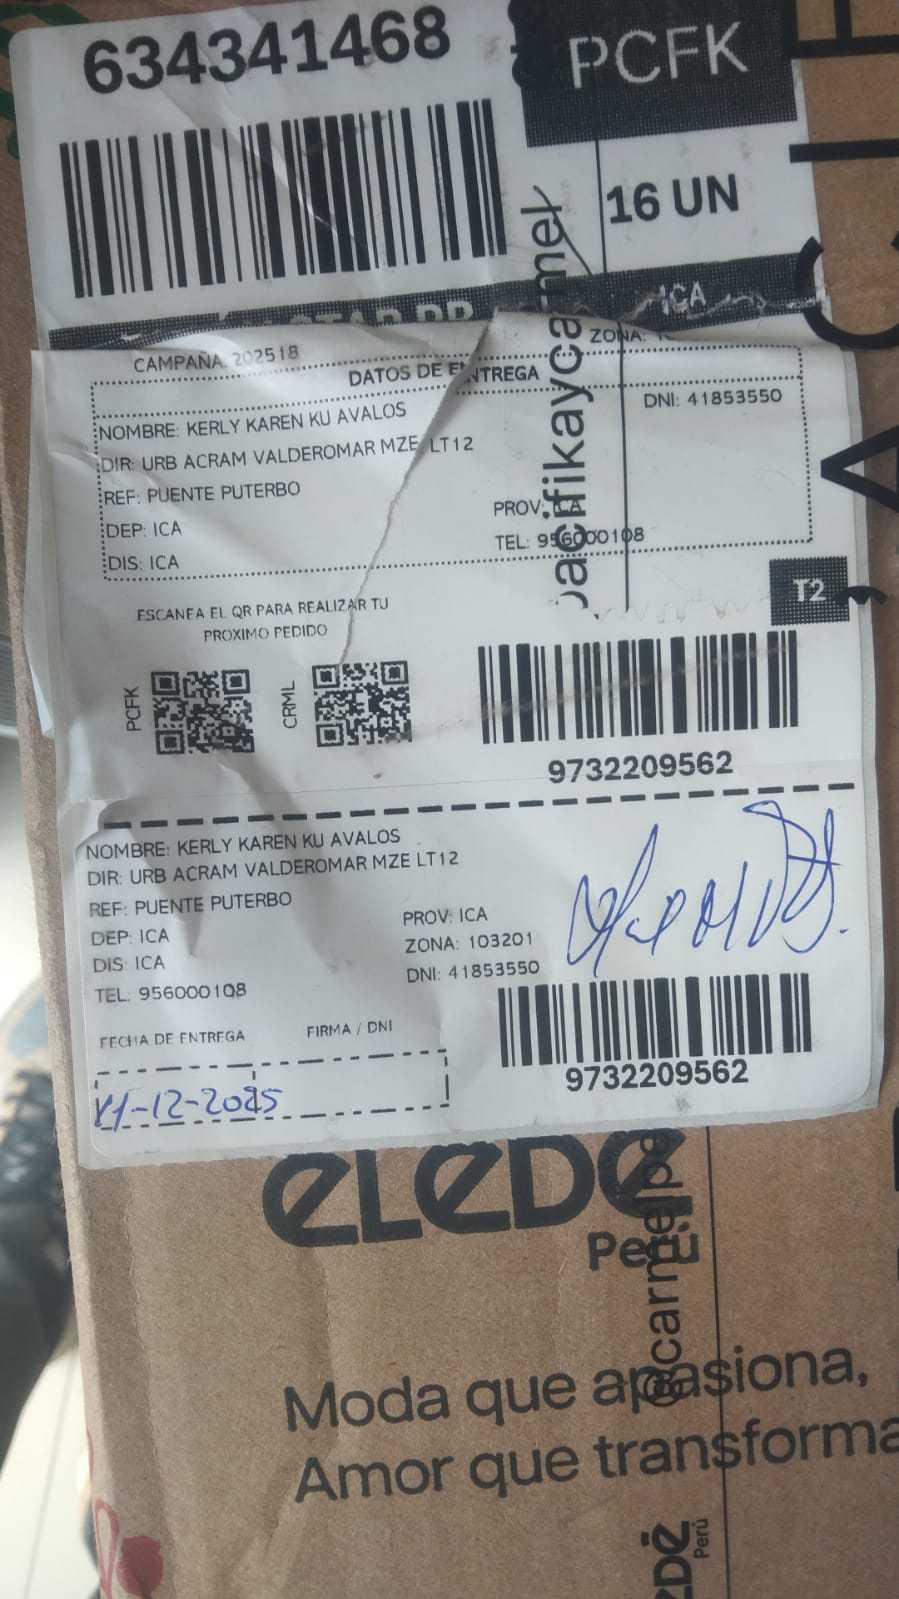 634341468
PCFK
16 UN
ICA
CAMPAÑA: 202518
ZONA:
DATOS DE ENTREGA
NOMBRE: KERLY KAREN KU AVALOS
DNI: 41853550
DIR: URB ACRAM VALDEROMAR MZE LT12
REF: PUENTE PUTERBO
DEP: ICA
PROV: ICA
DIS: ICA
TEL: 956000108
T2
ESCANEA EL QR PARA REALIZAR TU
PROXIMO PEDIDO
PCFK
CRML
9732209562
NOMBRE: KERLY KAREN KU AVALOS
DIR: URB ACRAM VALDEROMAR MZE LT12
REF: PUENTE PUTERBO
PROV: ICA
DEP: ICA
ZONA: 103201
DIS: ICA
DNI: 41853550
TEL: 956000108
FECHA DE ENTREGA
FIRMA / DNI
11-12-2025
9732209562
eLeDē
Perú
Moda que apasiona,
Amor que transforma
Perú